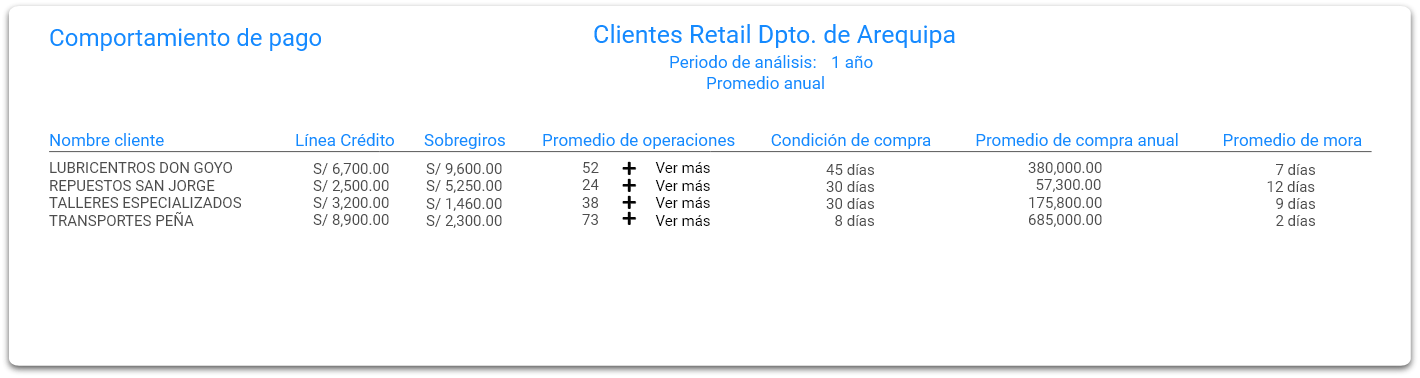 Comportamiento de pago
Clientes Retail Dpto. de Arequipa
Periodo de análisis: 1 año
Promedio anual
Nombre cliente Línea Crédito Sobregiros Promedio de operaciones Condición de compra Promedio de compra anual Promedio de mora
LUBRICENTROS DON GOYO S/ 6,700.00 S/ 9,600.00 52 + Ver más 45 días 380,000.00 7 días
REPUESTOS SAN JORGE S/ 2,500.00 S/ 5,250.00 24 + Ver más 30 días 57,300.00 12 días
TALLERES ESPECIALIZADOS S/ 3,200.00 S/ 1,460.00 38 + Ver más 30 días 175,800.00 9 días
TRANSPORTES PEÑA S/ 8,900.00 S/ 2,300.00 73 + Ver más 8 días 685,000.00 2 días